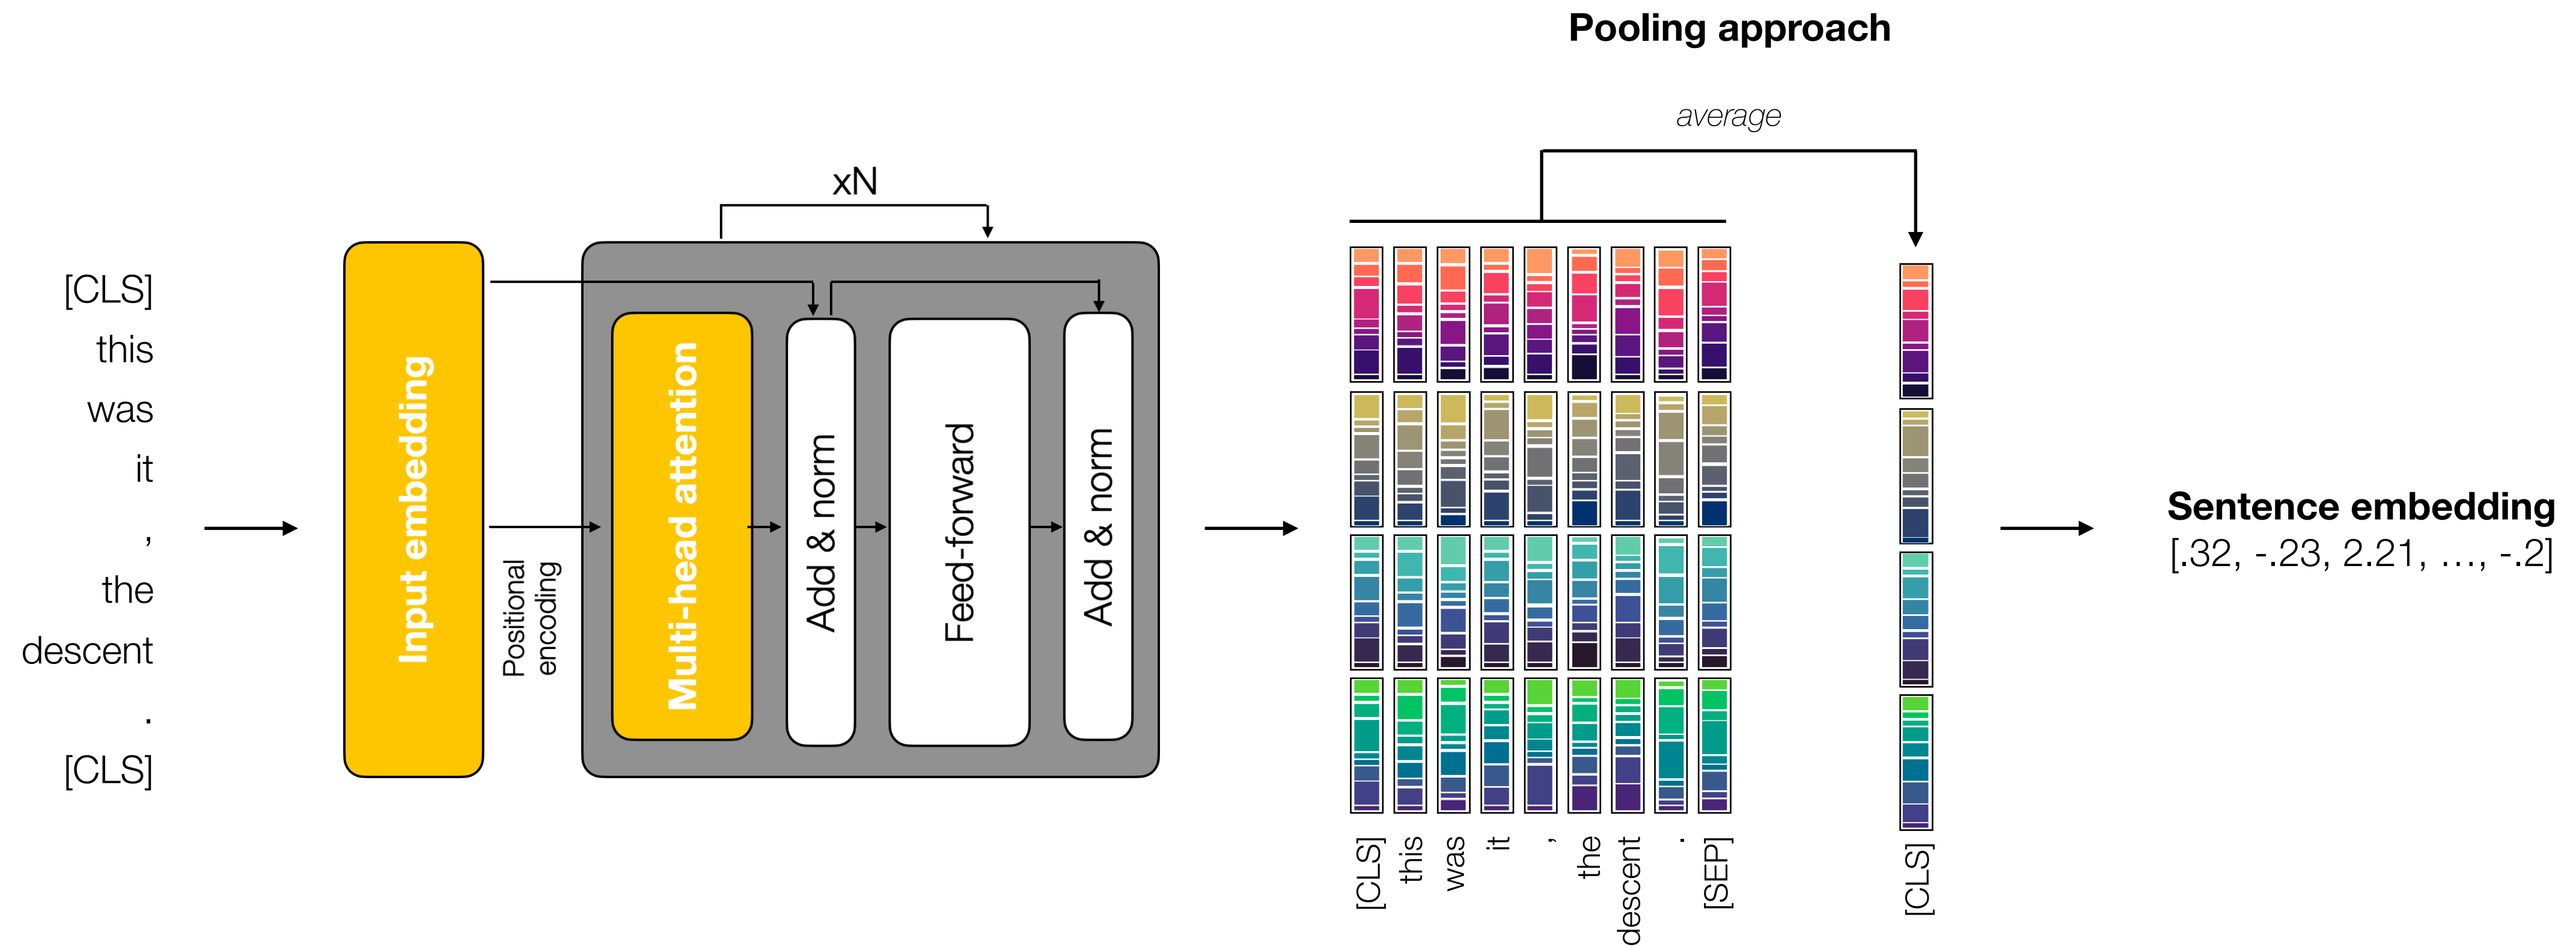 Pooling approach
average
xN
[CLS]
this
was
it
,
the
descent
.
[CLS]
Input embedding
Positional
encoding
Multi-head attention
Add & norm
Feed-forward
Add & norm
[CLS]
this
was
it
,
the
descent
.
[SEP]
[CLS]
Sentence embedding
[.32, -.23, 2.21, …, -.2]